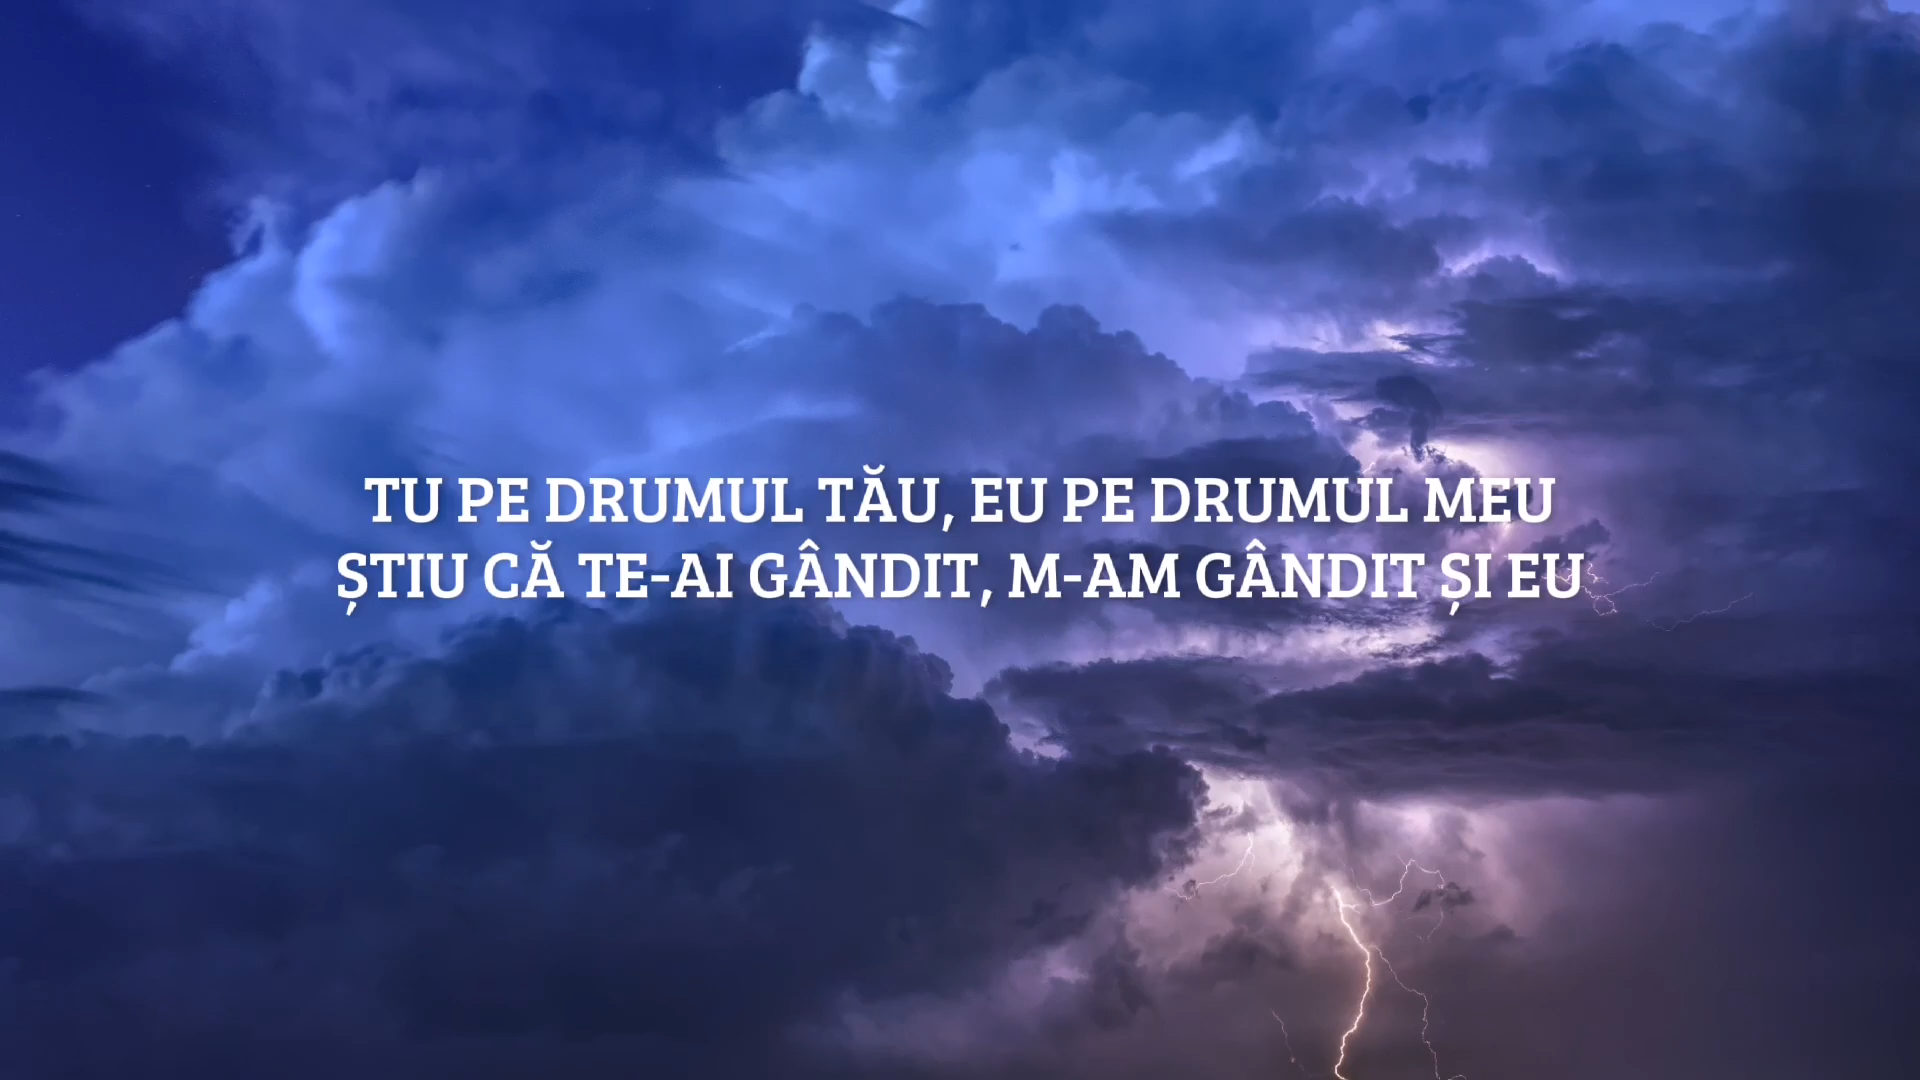 TU PE DRUMUL TĂU, EU PE DRUMUL MEU
ȘTIU CĂ TE-AI GÂNDIT, M-AM GÂNDIT ȘI EU